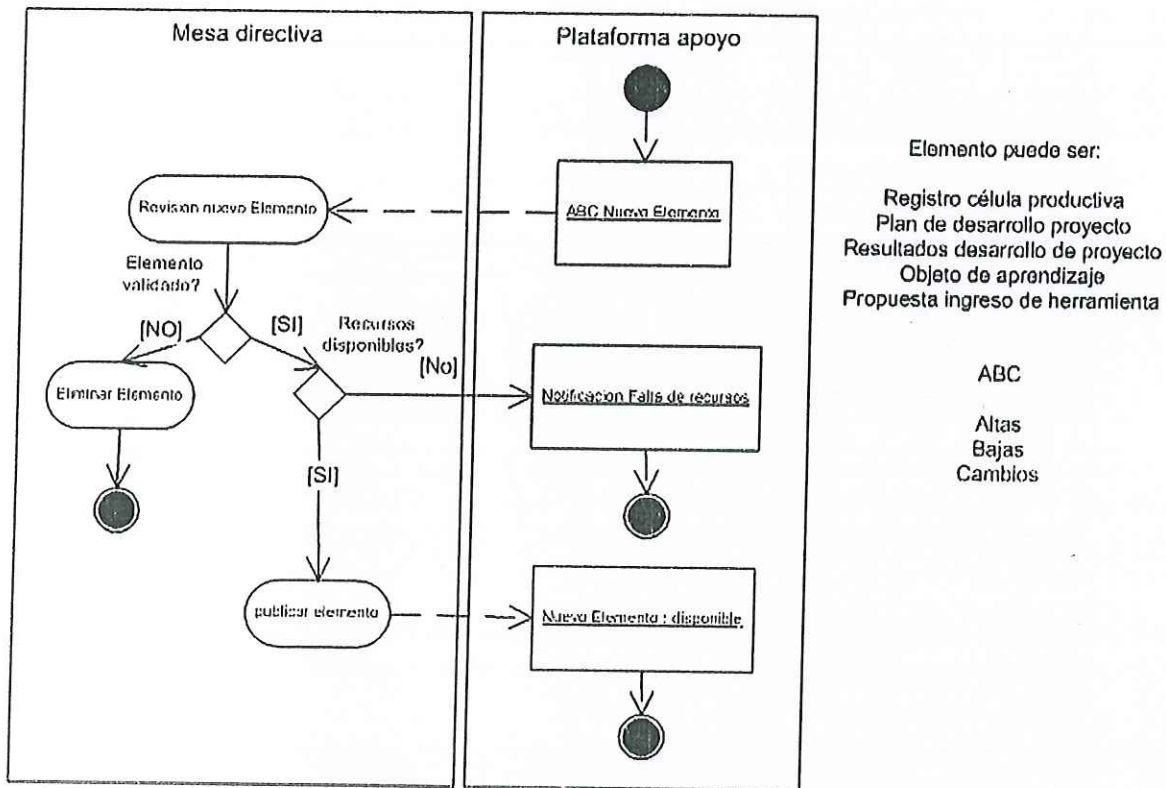 Mesa directiva
Plataforma apoyo
Revision nuevo Elemento
ABC Nuevo Elemento
Elemento
validado?
[NO]
[SI]
Recursos
disponibles?
[No]
Eliminar Elemento
Notificacion Falta de recursos
[SI]
publicar elemento
Nuevo Elemento : disponible
Elemento puede ser:
Registro célula productiva
Plan de desarrollo proyecto
Resultados desarrollo de proyecto
Objeto de aprendizaje
Propuesta ingreso de herramienta
ABC
Altas
Bajas
Cambios